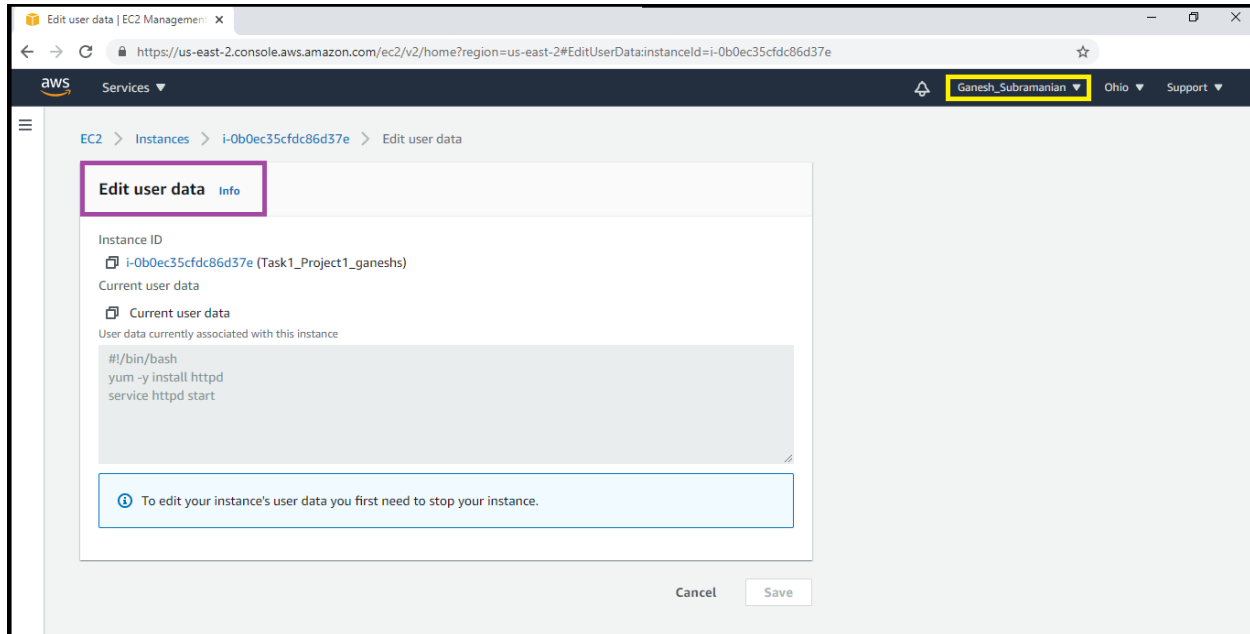 Edit user data | EC2 Managemen
https://us-east-2.console.aws.amazon.com/ec2/v2/home?region=us-east-2#EditUserData:instanceId=i-0b0ec35cfdc86d37e
aws Services Ganesh_Subramanian Ohio Support
EC2 > Instances > i-0b0ec35cfdc86d37e > Edit user data
Edit user data Info
Instance ID
i-0b0ec35cfdc86d37e (Task1_Project1_ganeshs)
Current user data
Current user data
User data currently associated with this instance
#!/bin/bash
yum -y install httpd
service httpd start
To edit your instance's user data you first need to stop your instance.
Cancel Save